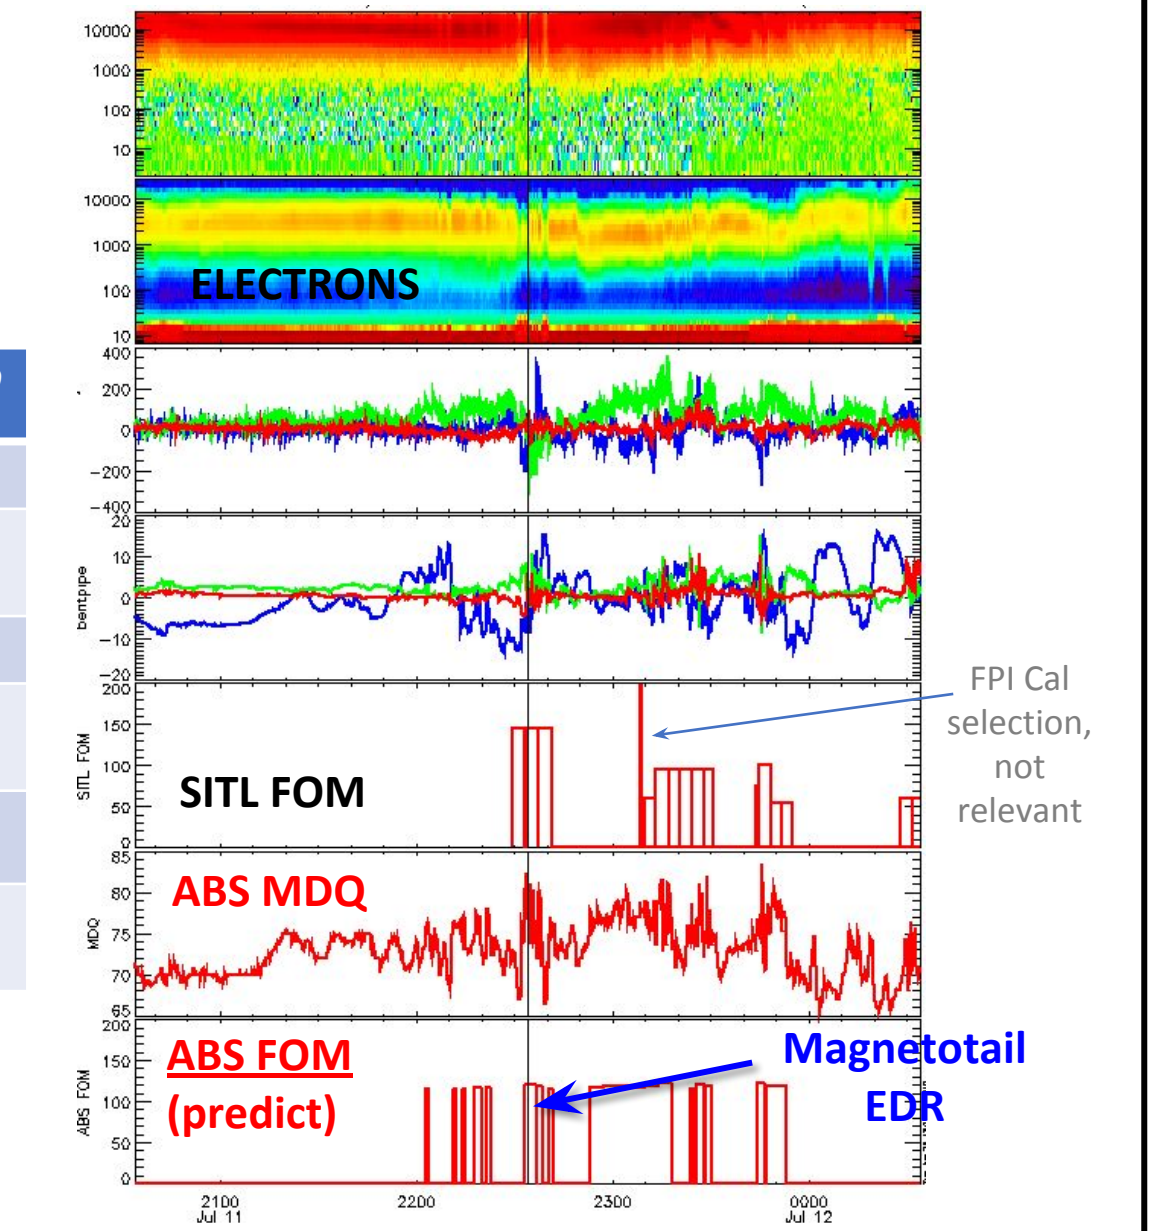 10000
1000
100
10
10000
1000
100
10
ELECTRONS
400
200
0
-200
-400
20
10
0
-10
-20
bentpipe
200
150
100
50
0
SITL FOM
SITL FOM
FPI Cal
selection,
not
relevant
85
80
75
70
65
MDQ
ABS MDQ
200
150
100
50
0
ABS FOM
ABS FOM
(predict)
Magnetotail
EDR
2100
Jul 11
2200
2300
0000
Jul 12